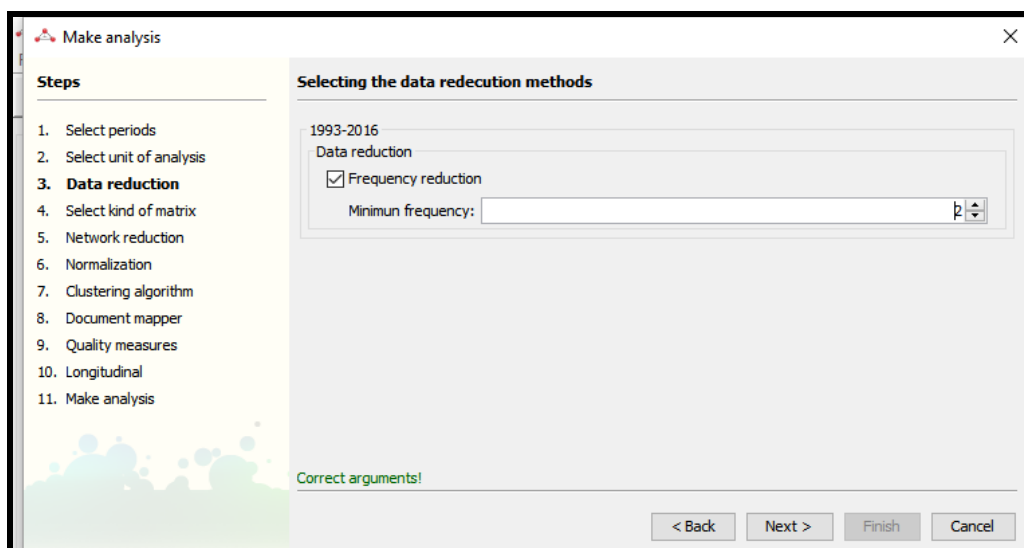 Make analysis
Steps
1. Select periods
2. Select unit of analysis
3. Data reduction
4. Select kind of matrix
5. Network reduction
6. Normalization
7. Clustering algorithm
8. Document mapper
9. Quality measures
10. Longitudinal
11. Make analysis
Selecting the data redecution methods
1993-2016
Data reduction
Frequency reduction
Minimun frequency: 2
Correct arguments!
< Back Next > Finish Cancel